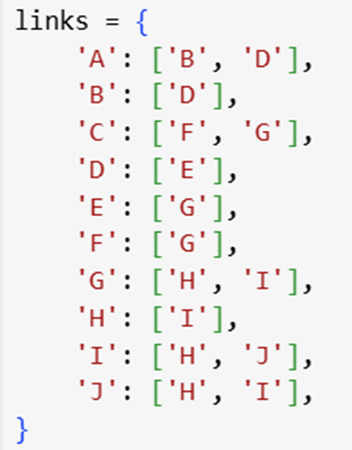 links = {
    'A': ['B', 'D'],
    'B': ['D'],
    'C': ['F', 'G'],
    'D': ['E'],
    'E': ['G'],
    'F': ['G'],
    'G': ['H', 'I'],
    'H': ['I'],
    'I': ['H', 'J'],
    'J': ['H', 'I'],
}